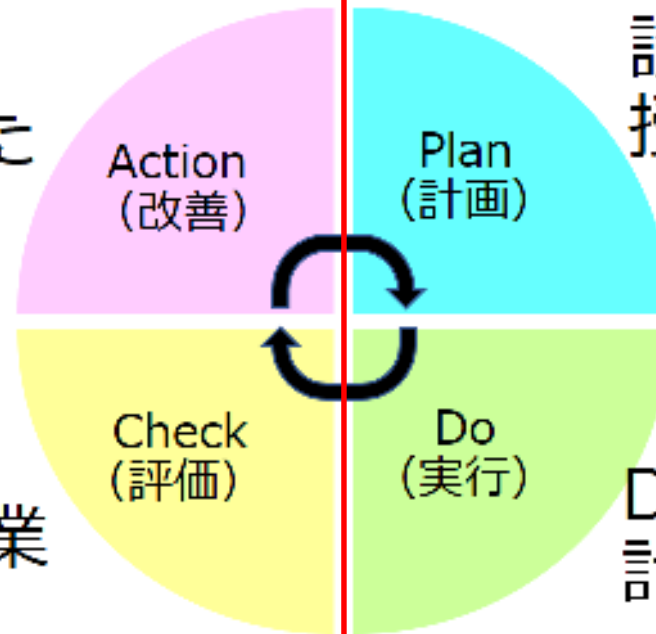 Action
(改善)
Plan
(計画)
Check
(評価)
Do
(実行)
た
業
D